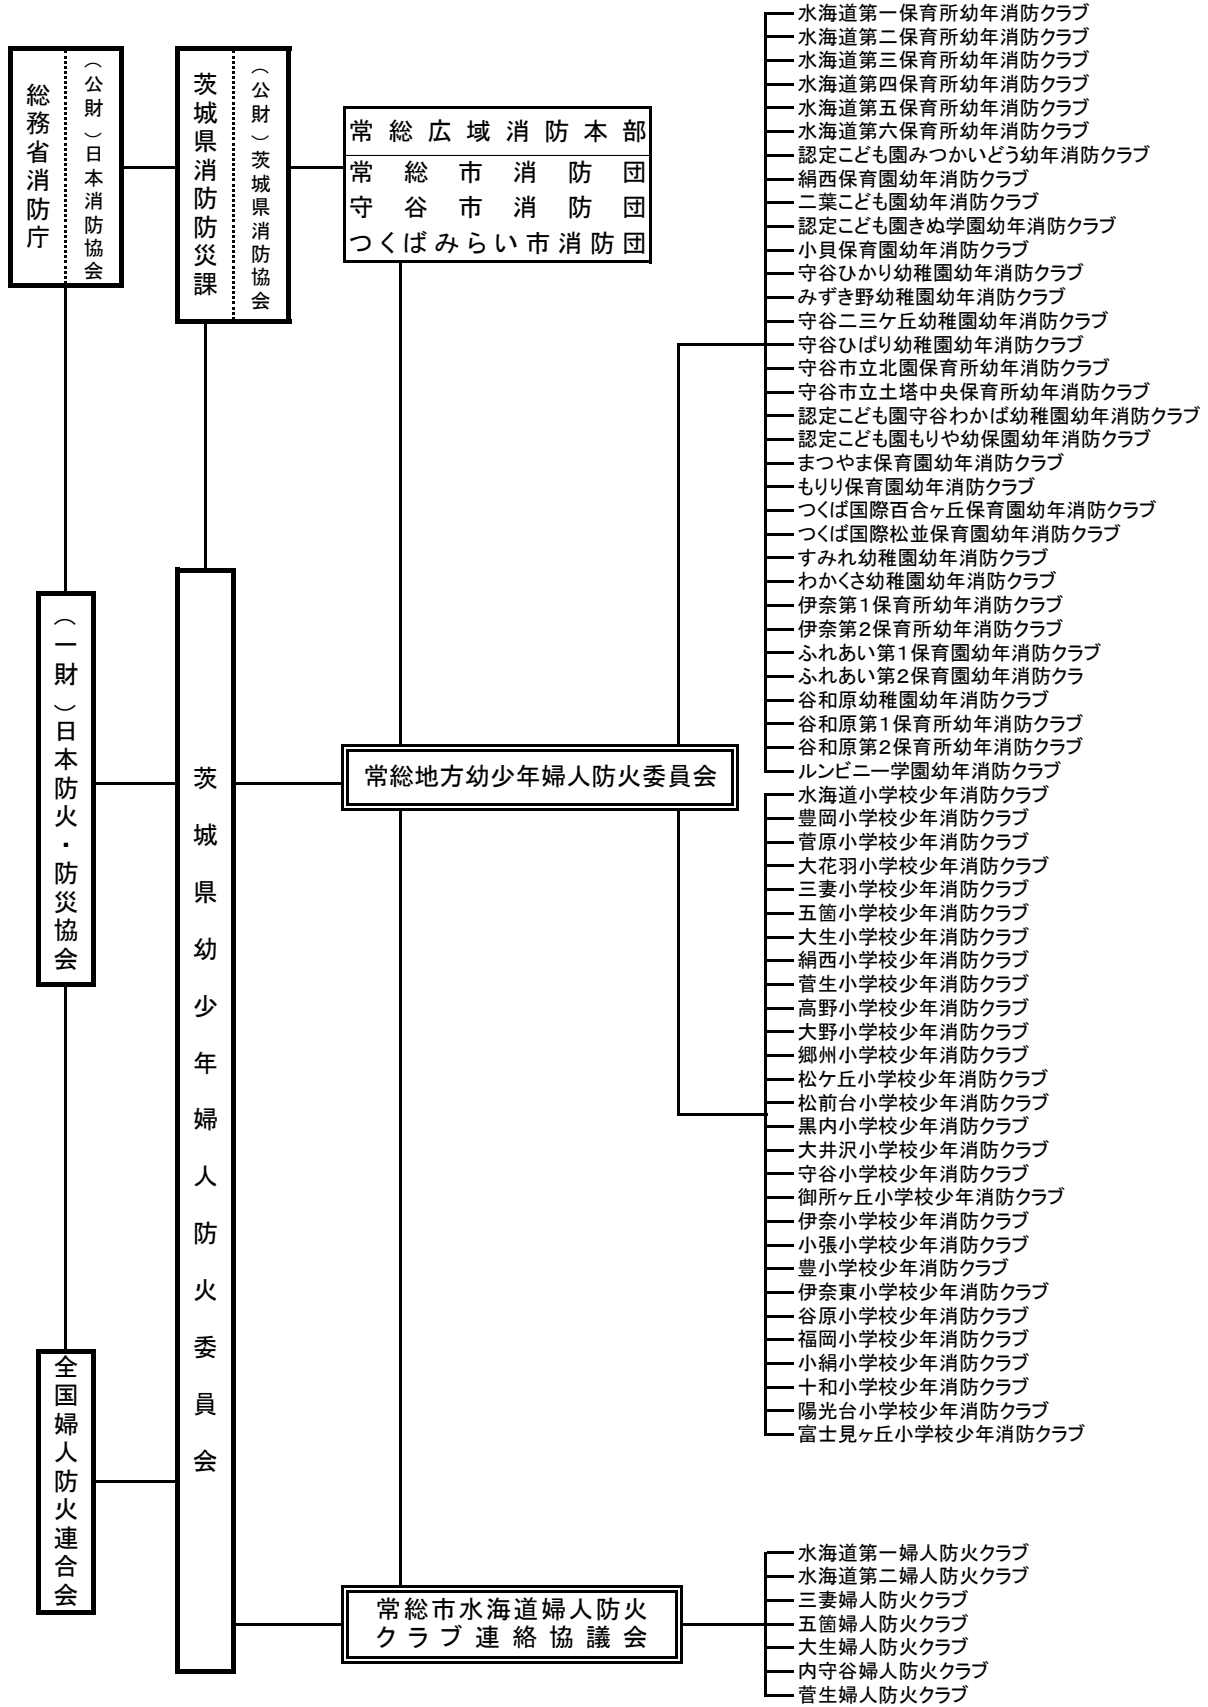 総務省消防庁
（公財）日本消防協会
茨城県消防防災課
（公財）茨城県消防協会
常総広域消防本部
常総市消防団
守谷市消防団
つくばみらい市消防団
（一財）日本防火・防災協会
全国婦人防火連合会
茨城県幼少年婦人防火委員会
常総地方幼少年婦人防火委員会
常総市水海道婦人防火
クラブ連絡協議会
水海道第一保育所幼年消防クラブ
水海道第二保育所幼年消防クラブ
水海道第三保育所幼年消防クラブ
水海道第四保育所幼年消防クラブ
水海道第五保育所幼年消防クラブ
水海道第六保育所幼年消防クラブ
認定こども園みつかいどう幼年消防クラブ
絹西保育園幼年消防クラブ
二葉こども園幼年消防クラブ
認定こども園きぬ学園幼年消防クラブ
小貝保育園幼年消防クラブ
守谷ひかり幼稚園幼年消防クラブ
みずき野幼稚園幼年消防クラブ
守谷二三ケ丘幼稚園幼年消防クラブ
守谷ひばり幼稚園幼年消防クラブ
守谷市立北園保育所幼年消防クラブ
守谷市立土塔中央保育所幼年消防クラブ
認定こども園守谷わかば幼稚園幼年消防クラブ
認定こども園もりや幼保園幼年消防クラブ
まつやま保育園幼年消防クラブ
もりり保育園幼年消防クラブ
つくば国際百合ヶ丘保育園幼年消防クラブ
つくば国際松並保育園幼年消防クラブ
すみれ幼稚園幼年消防クラブ
わかくさ幼稚園幼年消防クラブ
伊奈第１保育所幼年消防クラブ
伊奈第２保育所幼年消防クラブ
ふれあい第１保育園幼年消防クラブ
ふれあい第２保育園幼年消防クラ
谷和原幼稚園幼年消防クラブ
谷和原第１保育所幼年消防クラブ
谷和原第２保育所幼年消防クラブ
ルンビニー学園幼年消防クラブ
水海道小学校少年消防クラブ
豊岡小学校少年消防クラブ
菅原小学校少年消防クラブ
大花羽小学校少年消防クラブ
三妻小学校少年消防クラブ
五箇小学校少年消防クラブ
大生小学校少年消防クラブ
絹西小学校少年消防クラブ
菅生小学校少年消防クラブ
高野小学校少年消防クラブ
大野小学校少年消防クラブ
郷州小学校少年消防クラブ
松ケ丘小学校少年消防クラブ
松前台小学校少年消防クラブ
黒内小学校少年消防クラブ
大井沢小学校少年消防クラブ
守谷小学校少年消防クラブ
御所ヶ丘小学校少年消防クラブ
伊奈小学校少年消防クラブ
小張小学校少年消防クラブ
豊小学校少年消防クラブ
伊奈東小学校少年消防クラブ
谷原小学校少年消防クラブ
福岡小学校少年消防クラブ
小絹小学校少年消防クラブ
十和小学校少年消防クラブ
陽光台小学校少年消防クラブ
富士見ヶ丘小学校少年消防クラブ
水海道第一婦人防火クラブ
水海道第二婦人防火クラブ
三妻婦人防火クラブ
五箇婦人防火クラブ
大生婦人防火クラブ
内守谷婦人防火クラブ
菅生婦人防火クラブ